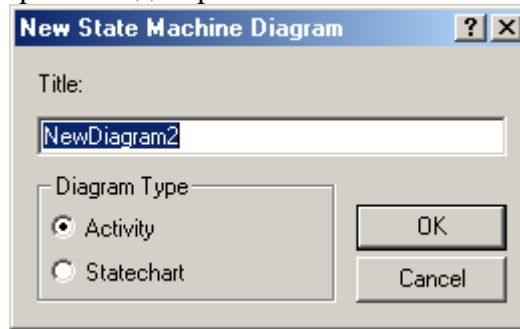 New State Machine Diagram
Title:
NewDiagram2
Diagram Type
Activity
Statechart
OK
Cancel